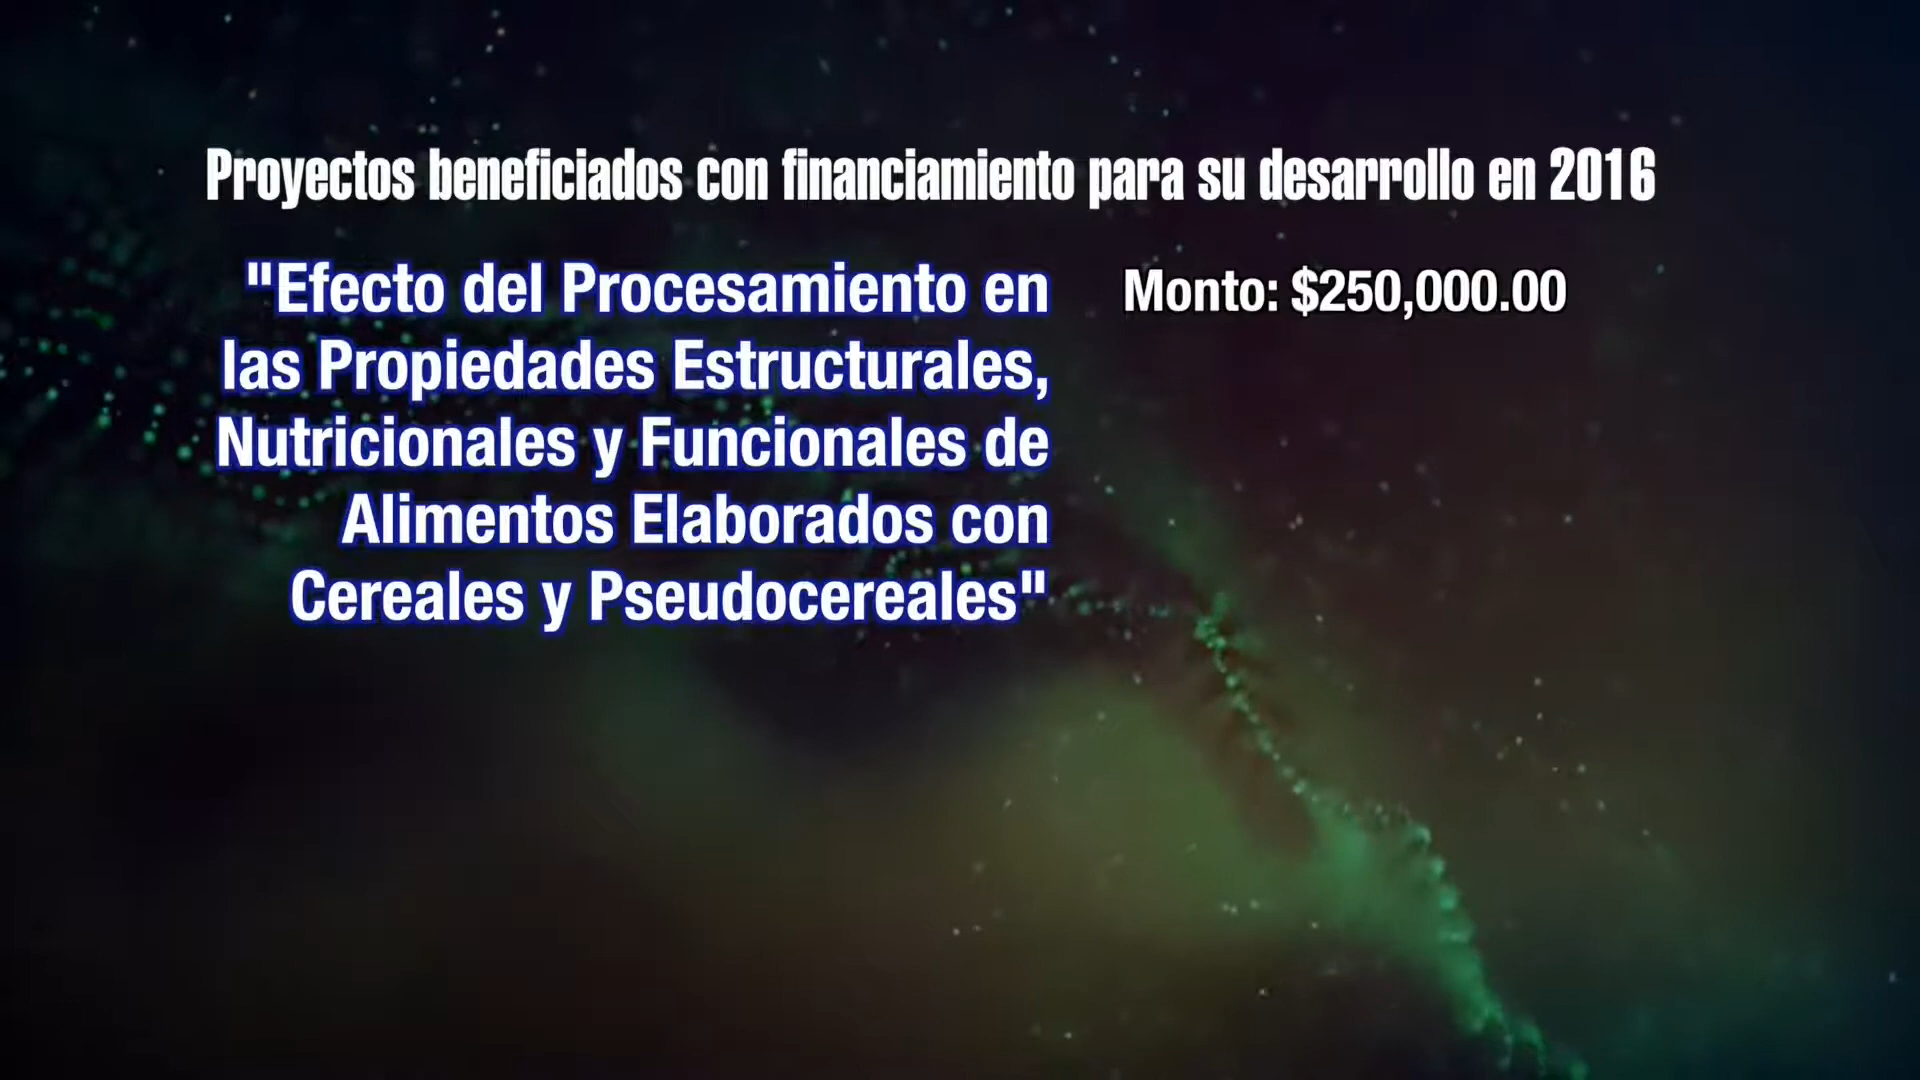 Proyectos beneficiados con financiamiento para su desarrollo en 2016
"Efecto del Procesamiento en
las Propiedades Estructurales,
Nutricionales y Funcionales de
Alimentos Elaborados con
Cereales y Pseudocereales"
Monto: $250,000.00